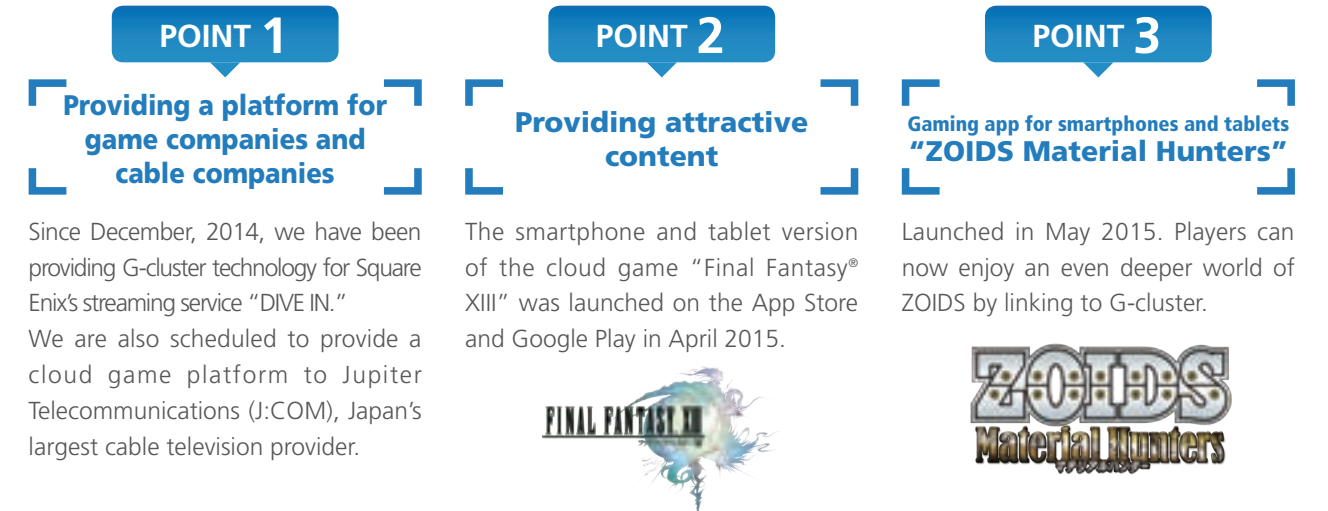 POINT 1
Providing a platform for
game companies and
cable companies
Since December, 2014, we have been
providing G-cluster technology for Square
Enix's streaming service “DIVE IN.”
We are also scheduled to provide a
cloud game platform to Jupiter
Telecommunications (J:COM), Japan's
largest cable television provider.
POINT 2
Providing attractive
content
The smartphone and tablet version
of the cloud game “Final Fantasy®
XIII” was launched on the App Store
and Google Play in April 2015.
FINAL FANTASY XIII
POINT 3
Gaming app for smartphones and tablets
“ZOIDS Material Hunters”
Launched in May 2015. Players can
now enjoy an even deeper world of
ZOIDS by linking to G-cluster.
ZOIDS
Material Hunters